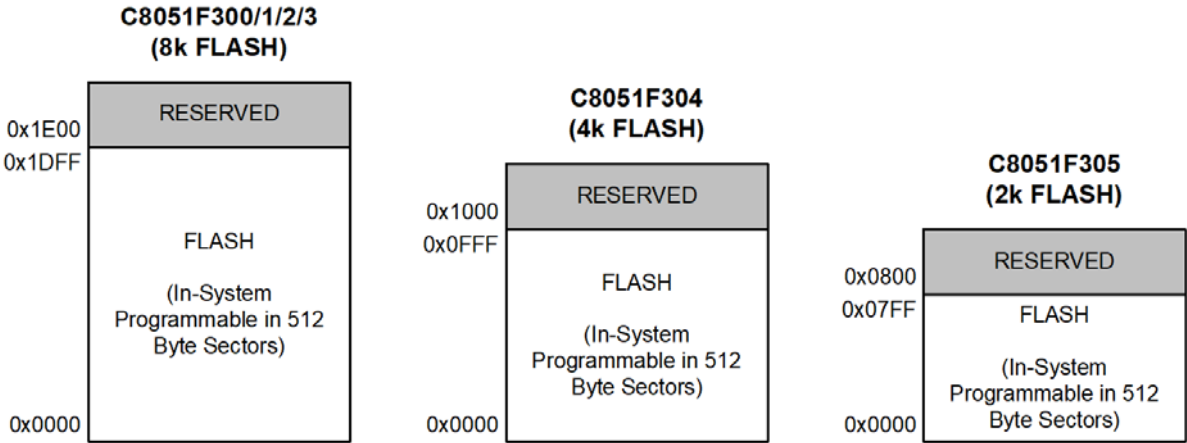 C8051F300/1/2/3
(8k FLASH)
RESERVED
0x1E00
0x1DFF
FLASH
(In-System
Programmable in 512
Byte Sectors)
0x0000
C8051F304
(4k FLASH)
RESERVED
0x1000
0x0FFF
FLASH
(In-System
Programmable in 512
Byte Sectors)
0x0000
C8051F305
(2k FLASH)
RESERVED
0x0800
0x07FF
FLASH
(In-System
Programmable in 512
Byte Sectors)
0x0000